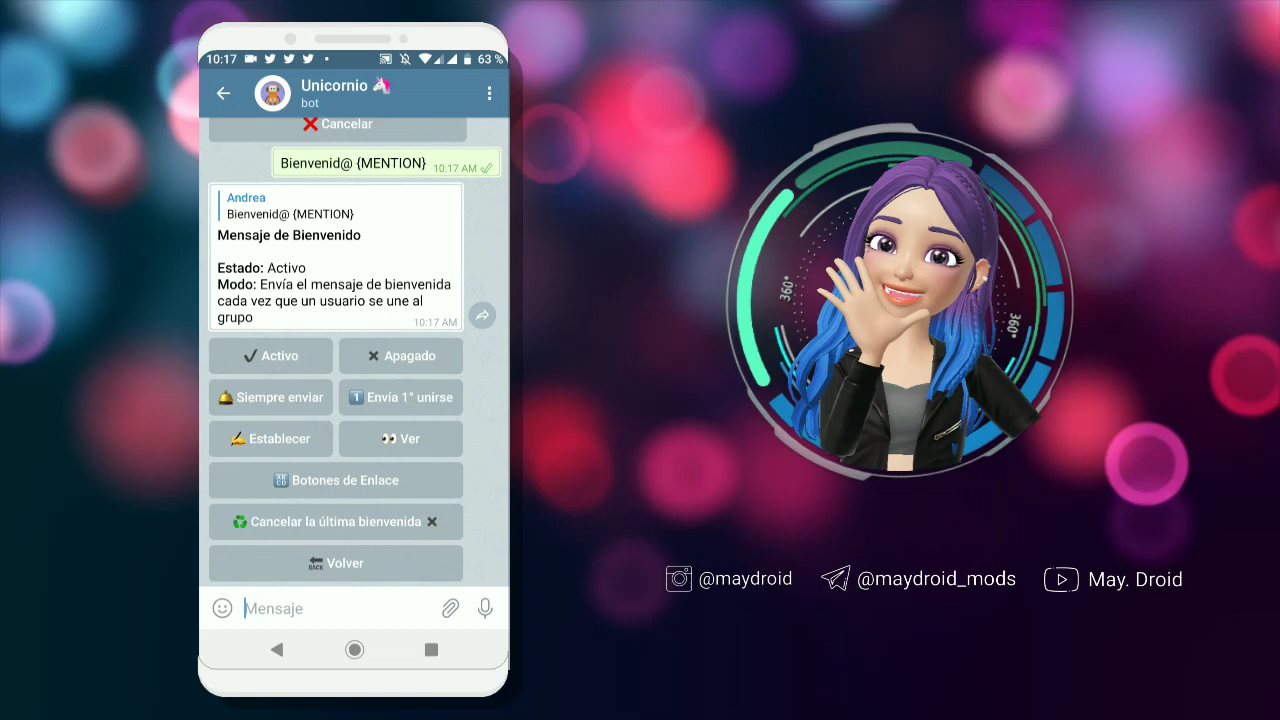 10:17
63 %
Unicornio 🦄
bot
❌ Cancelar
Bienvenid@ {MENTION}
10:17 AM
Andrea
Bienvenid@ {MENTION}
Mensaje de Bienvenido
Estado: Activo
Modo: Envía el mensaje de bienvenida
cada vez que un usuario se une al
grupo
10:17 AM
✔ Activo
✖ Apagado
🛎 Siempre enviar
1️⃣ Envía 1° unirse
✍ Establecer
👀 Ver
🔠 Botones de Enlace
♻ Cancelar la última bienvenida ✖
🔙 Volver
Mensaje
360°
360°
@maydroid
@maydroid_mods
May. Droid